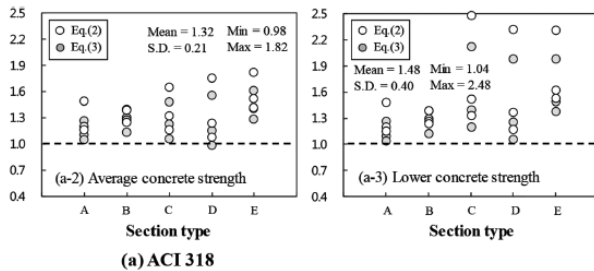 2.5
2.2
1.9
1.6
1.3
1.0
0.7
0.4
Eq.(2)
Eq.(3)
Mean = 1.32 Min = 0.98
S.D. = 0.21 Max = 1.82
(a-2) Average concrete strength
A B C D E
Section type
2.5
2.2
1.9
1.6
1.3
1.0
0.7
0.4
Eq.(2)
Eq.(3)
Mean = 1.48 Min = 1.04
S.D. = 0.40 Max = 2.48
(a-3) Lower concrete strength
A B C D E
Section type
(a) ACI 318